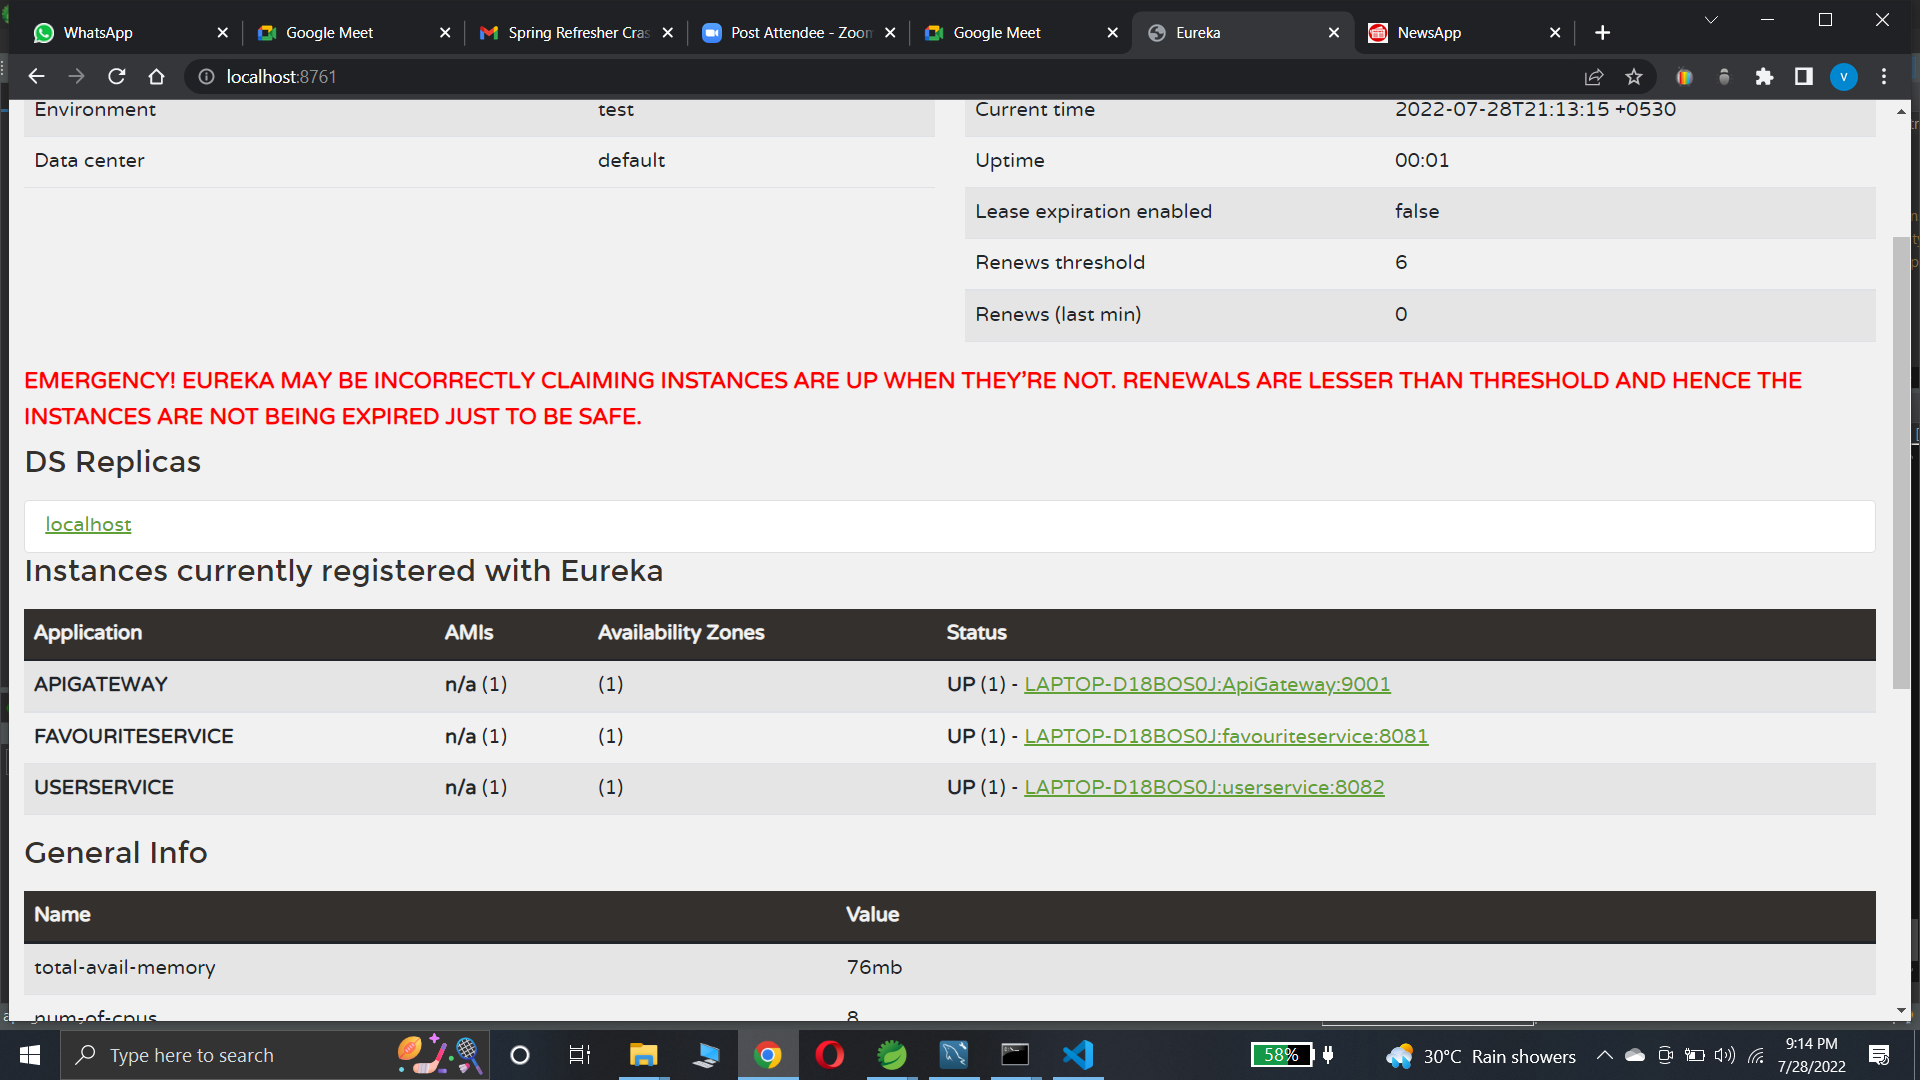 WhatsApp
Google Meet
Spring Refresher Cras
Post Attendee - Zoom
Google Meet
Eureka
NewsApp
localhost:8761
V
Environment test
Current time 2022-07-28T21:13:15 +0530
Data center default
Uptime 00:01
Lease expiration enabled false
Renews threshold 6
Renews (last min) 0
EMERGENCY! EUREKA MAY BE INCORRECTLY CLAIMING INSTANCES ARE UP WHEN THEY'RE NOT. RENEWALS ARE LESSER THAN THRESHOLD AND HENCE THE
INSTANCES ARE NOT BEING EXPIRED JUST TO BE SAFE.
DS Replicas
localhost
Instances currently registered with Eureka
Application AMIs Availability Zones Status
APIGATEWAY n/a (1) (1) UP (1) - LAPTOP-D18BOS0J:ApiGateway:9001
FAVOURITESERVICE n/a (1) (1) UP (1) - LAPTOP-D18BOS0J:favouriteservice:8081
USERSERVICE n/a (1) (1) UP (1) - LAPTOP-D18BOS0J:userservice:8082
General Info
Name Value
total-avail-memory 76mb
num-of-cpus 8
Type here to search
58%
30°C Rain showers
9:14 PM
7/28/2022